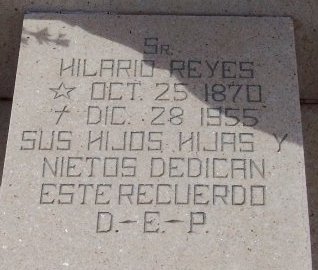 Sr.
HILARIO REYES
☆ OCT. 25 1870
† DIC. 28 1955
SUS HIJOS HIJAS Y
NIETOS DEDICAN
ESTE RECUERDO
D.-E-P.